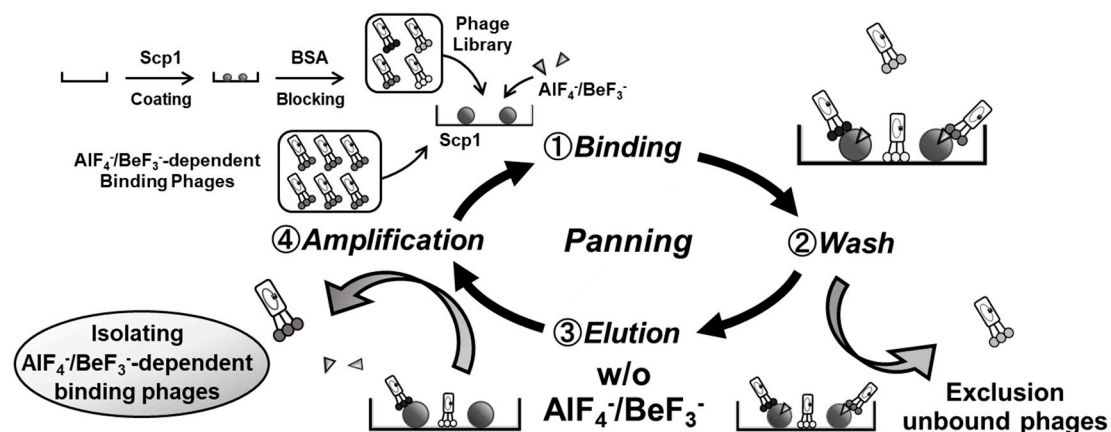 Scp1
Coating
BSA
Blocking
Phage
Library
AlF₄⁻/BeF₃⁻
Scp1
AlF₄⁻/BeF₃⁻-dependent
Binding Phages
①Binding
②Wash
Panning
④Amplification
③Elution
w/o
AlF₄⁻/BeF₃⁻
Isolating
AlF₄⁻/BeF₃⁻-dependent
binding phages
Exclusion
unbound phages